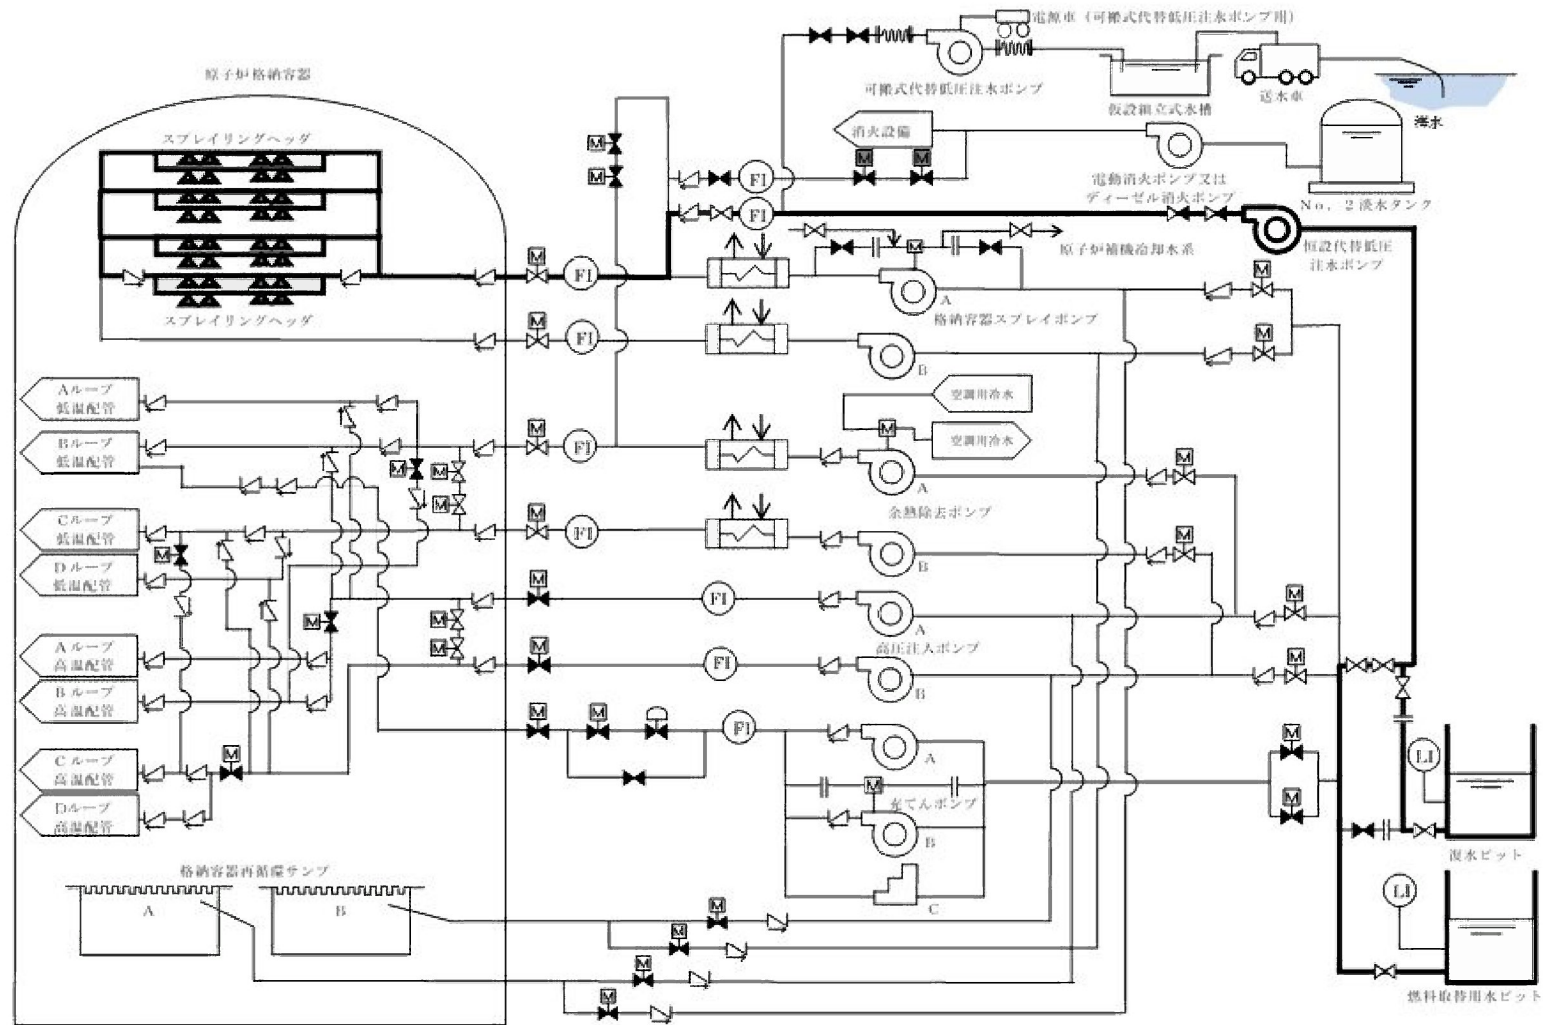 電源車(可搬式代替低圧注水ポンプ用)
原子炉格納容器
可搬式代替低圧注水ポンプ
仮設組立式水槽
送水車
海水
スプレイリングヘッダ
消火設備
M
M
M
M
FI
電動消火ポンプ又は
ディーゼル消火ポンプ
No. 2淡水タンク
FI
恒設代替低圧
注水ポンプ
原子炉補機冷却水系
M
M
FI
M
A
格納容器スプレイポンプ
スプレイリングヘッダ
M
FI
B
M
Aループ
低温配管
空調用冷水
Bループ
低温配管
M
FI
M
空調用冷水
M
M
M
A
M
余熱除去ポンプ
Cループ
低温配管
M
FI
M
M
B
Dループ
低温配管
M
FI
M
M
M
A
高圧注入ポンプ
Aループ
高温配管
M
M
FI
B
M
Bループ
高温配管
M
M
FI
A
M
LI
Cループ
高温配管
M
M
充てんポンプ
M
Dループ
高温配管
B
復水ピット
格納容器再循環サンプ
A
B
C
M
LI
M
M
M
燃料取替用水ピット